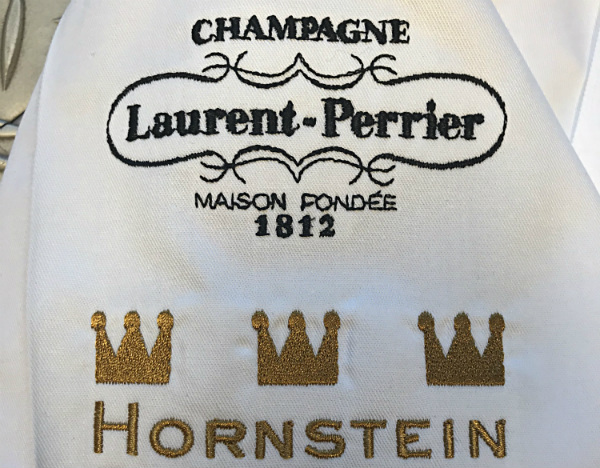 CHAMPAGNE
Laurent-Perrier
MAISON FONDÉE
1812
HORNSTEIN